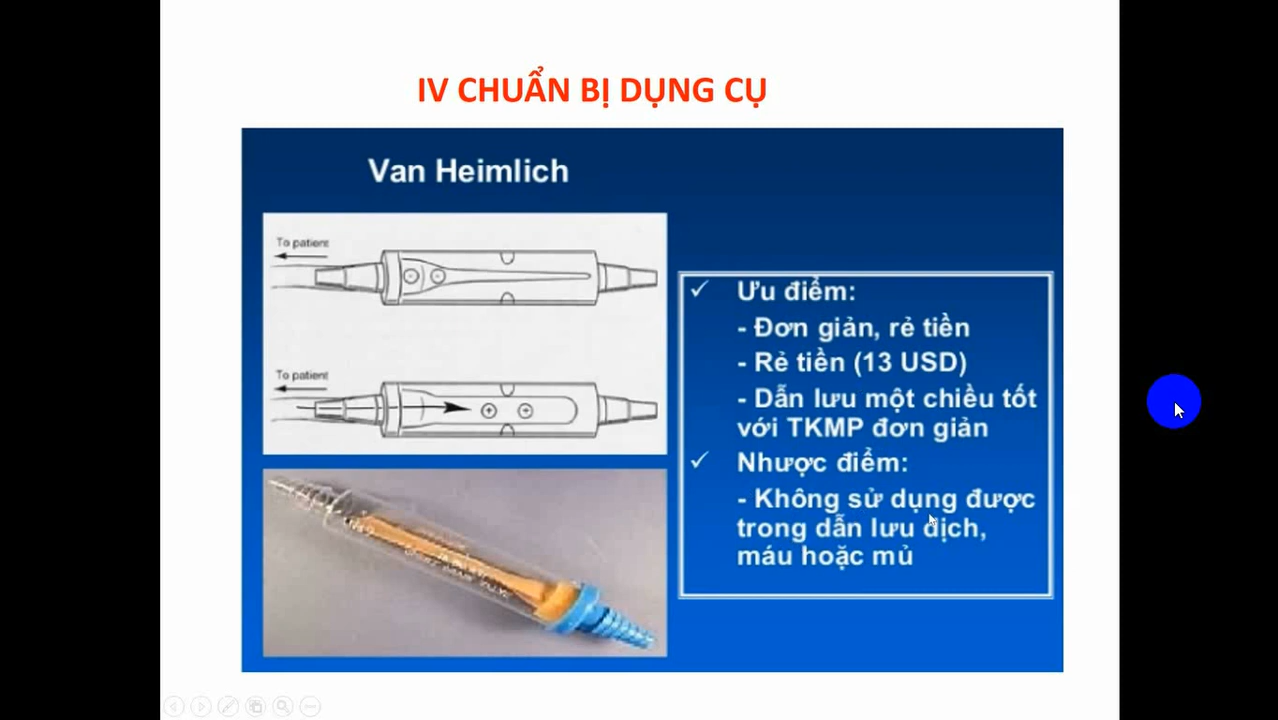 IV CHUẨN BỊ DỤNG CỤ
Van Heimlich
To patient
To patient
Ưu điểm:
- Đơn giản, rẻ tiền
- Rẻ tiền (13 USD)
- Dẫn lưu một chiều tốt
với TKMP đơn giản
Nhược điểm:
- Không sử dụng được
trong dẫn lưu dịch,
máu hoặc mủ